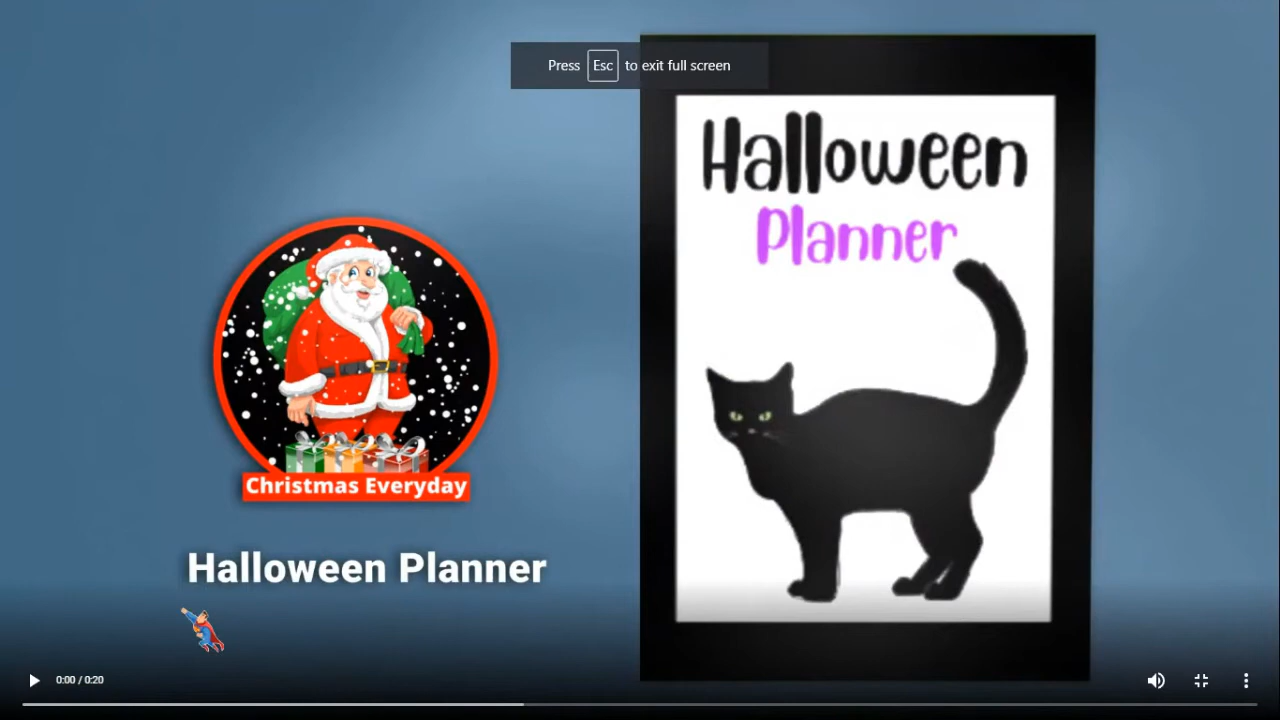 Press Esc to exit full screen
Halloween
Planner
Christmas Everyday
Halloween Planner
0:00 / 0:20